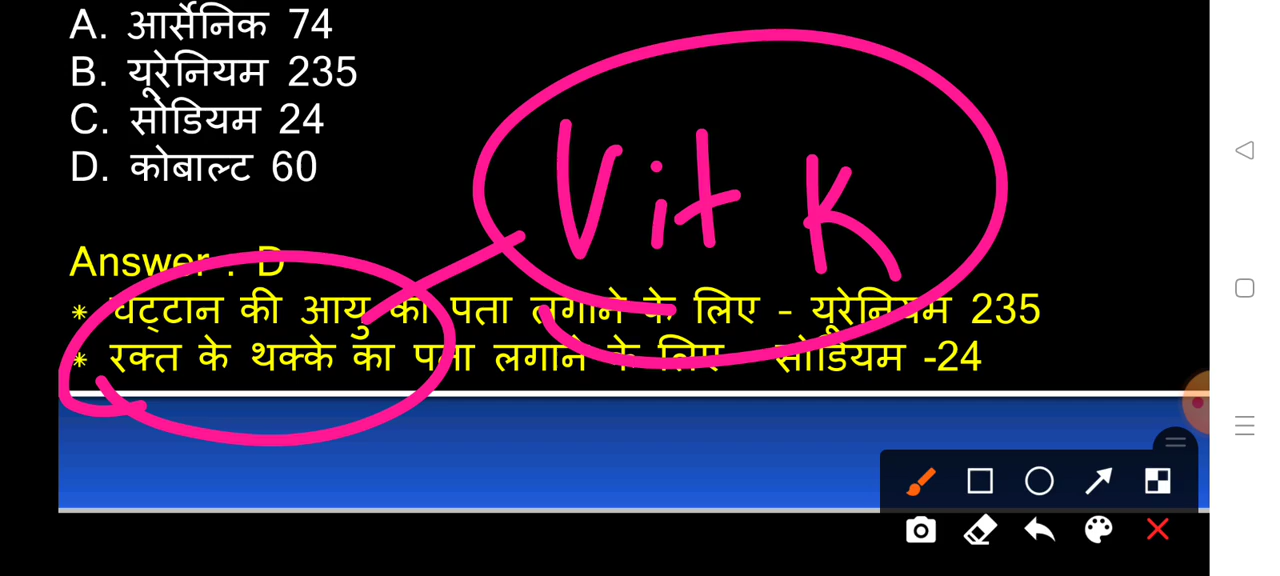 A. आर्सेनिक 74
B. यूरेनियम 235
C. सोडियम 24
D. कोबाल्ट 60
Vit K
Answer : D
* चट्टान की आयु का पता लगाने के लिए - यूरेनियम 235
* रक्त के थक्के का पता लगाने के लिए सोडियम -24